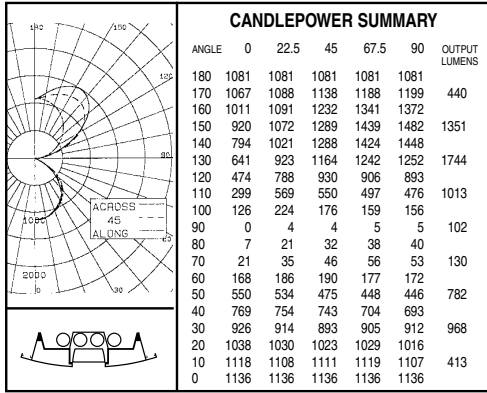 CANDLEPOWER SUMMARY
ANGLE 0 22.5 45 67.5 90 OUTPUT LUMENS
180 1081 1081 1081 1081 1081
170 1067 1088 1138 1188 1199 440
160 1011 1091 1232 1341 1372
150 920 1072 1289 1439 1482 1351
140 794 1021 1288 1424 1448
130 641 923 1164 1242 1252 1744
120 474 788 930 906 893
110 299 569 550 497 476 1013
100 126 224 176 159 156
90 0 4 4 5 5 102
80 7 21 32 38 40
70 21 35 46 56 53 130
60 168 186 190 177 172
50 550 534 475 448 446 782
40 769 754 743 704 693
30 926 914 893 905 912 968
20 1038 1030 1023 1029 1016
10 1118 1108 1111 1119 1107 413
0 1136 1136 1136 1136 1136
140 150
120
90
ACROSS
45
ALONG
1000
60
2000
0 30